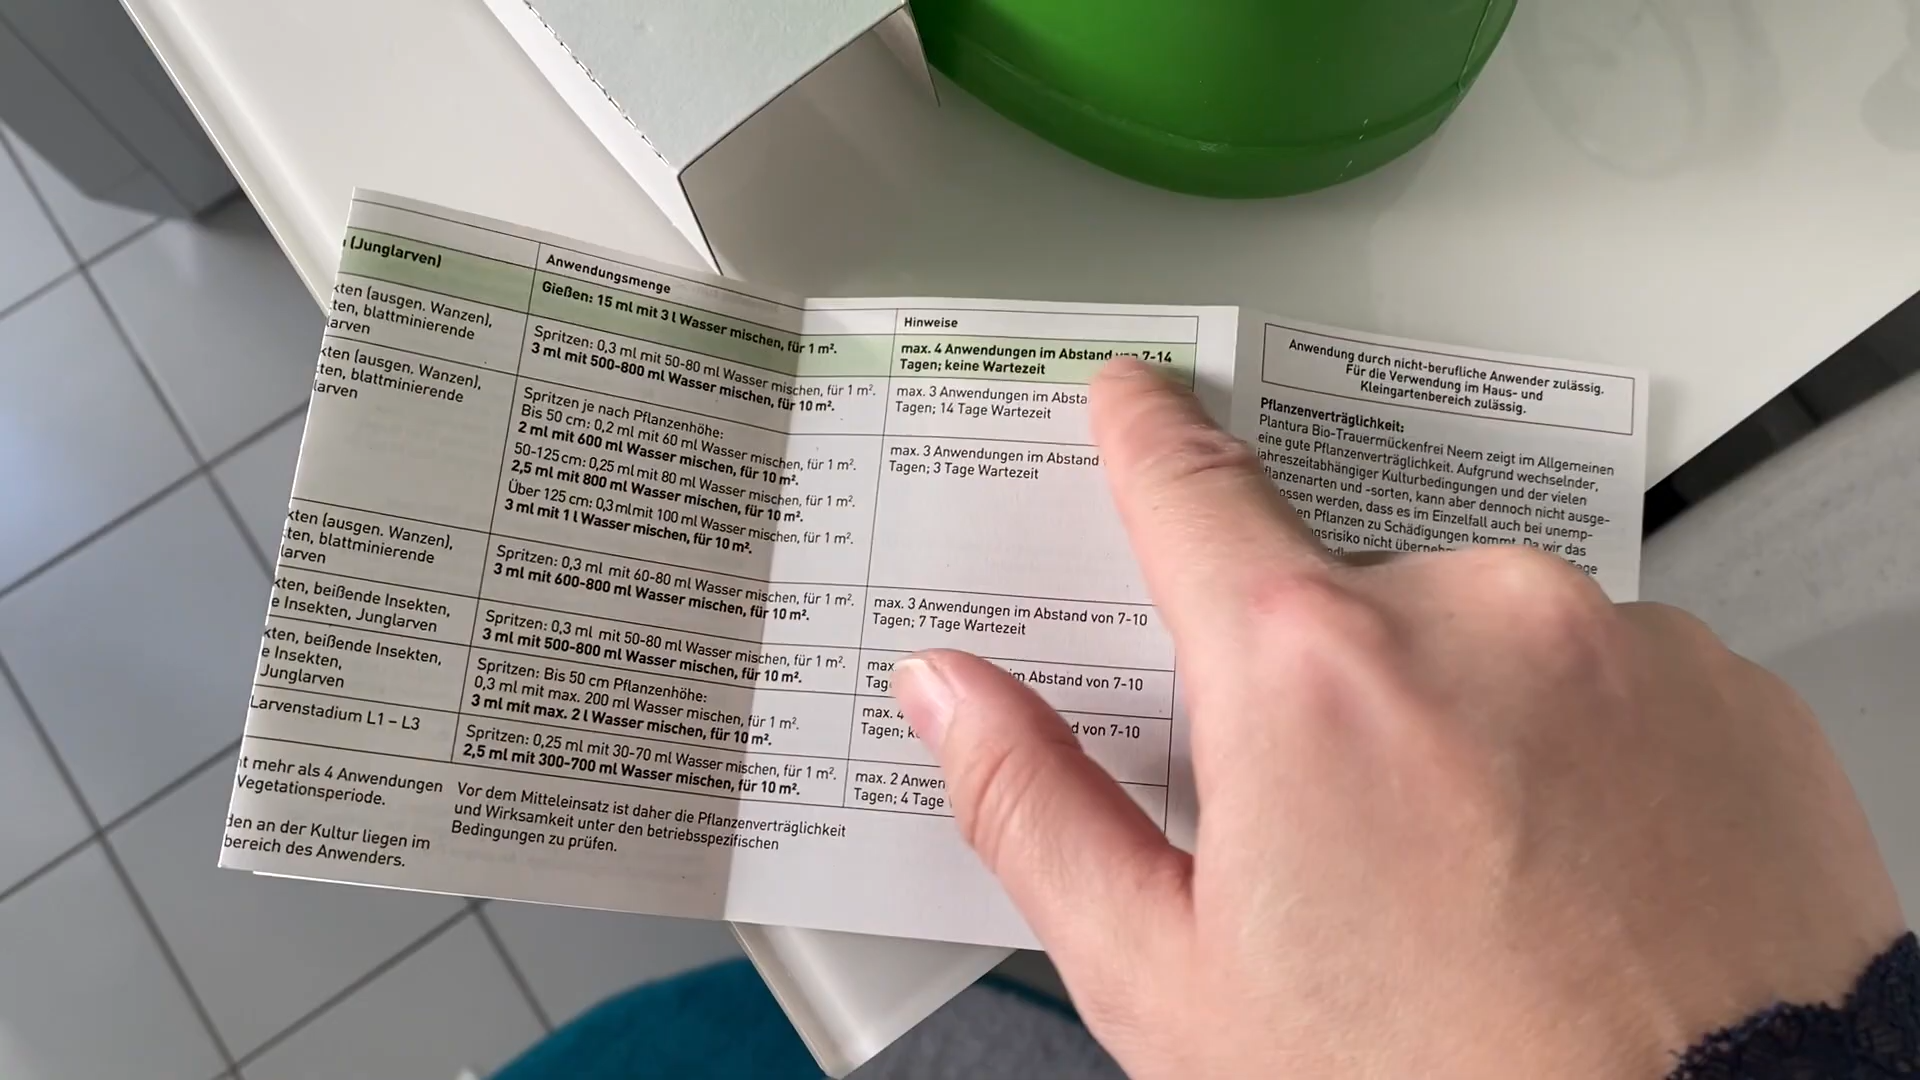 (Junglarven)
Anwendungsmenge
Hinweise
Gießen: 15 ml mit 3 l Wasser mischen, für 1 m².
max. 4 Anwendungen im Abstand 7-14
Tagen; keine Wartezeit
kten (ausgen. Wanzen),
ten, blattminierende
arven
Spritzen: 0,3 ml mit 50-80 ml Wasser mischen, für 1 m².
3 ml mit 500-800 ml Wasser mischen, für 10 m².
max. 3 Anwendungen im Absta
Tagen; 14 Tage Wartezeit
kten (ausgen. Wanzen),
ten, blattminierende
arven
Spritzen je nach Pflanzenhöhe:
Bis 50 cm: 0,2 ml mit 60 ml Wasser mischen, für 1 m².
2 ml mit 600 ml Wasser mischen, für 10 m².
50-125 cm: 0,25 ml mit 80 ml Wasser mischen, für 1 m².
2,5 ml mit 800 ml Wasser mischen, für 10 m².
Über 125 cm: 0,3 ml mit 100 ml Wasser mischen, für 1 m².
3 ml mit 1 l Wasser mischen, für 10 m².
max. 3 Anwendungen im Abstand
Tagen; 3 Tage Wartezeit
kten (ausgen. Wanzen),
ten, blattminierende
arven
Spritzen: 0,3 ml mit 60-80 ml Wasser mischen, für 1 m².
3 ml mit 600-800 ml Wasser mischen, für 10 m².
max. 3 Anwendungen im Abstand von 7-10
Tagen; 7 Tage Wartezeit
kten, beißende Insekten,
e Insekten, Junglarven
Spritzen: 0,3 ml mit 50-80 ml Wasser mischen, für 1 m².
3 ml mit 500-800 ml Wasser mischen, für 10 m².
max im Abstand von 7-10
Tag
kten, beißende Insekten,
e Insekten,
Junglarven
Spritzen: Bis 50 cm Pflanzenhöhe:
0,3 ml mit max. 200 ml Wasser mischen, für 1 m².
3 ml mit max. 2 l Wasser mischen, für 10 m².
max. 4 d von 7-10
Tagen; k
Larvenstadium L1 – L3
Spritzen: 0,25 ml mit 30-70 ml Wasser mischen, für 1 m².
2,5 ml mit 300-700 ml Wasser mischen, für 10 m².
max. 2 Anwen
Tagen; 4 Tage
t mehr als 4 Anwendungen
Vegetationsperiode.
den an der Kultur liegen im
bereich des Anwenders.
Vor dem Mitteleinsatz ist daher die Pflanzenverträglichkeit
und Wirksamkeit unter den betriebsspezifischen
Bedingungen zu prüfen.
Anwendung durch nicht-berufliche Anwender zulässig.
Für die Verwendung im Haus- und
Kleingartenbereich zulässig.
Pflanzenverträglichkeit:
Plantura Bio-Trauermückenfrei Neem zeigt im Allgemeinen
eine gute Pflanzenverträglichkeit. Aufgrund wechselnder,
jahreszeitabhängiger Kulturbedingungen und der vielen
flanzenarten und -sorten, kann aber dennoch nicht ausge-
ossen werden, dass es im Einzelfall auch bei unemp-
en Pflanzen zu Schädigungen kommt. Da wir das
gsrisiko nicht übernehm